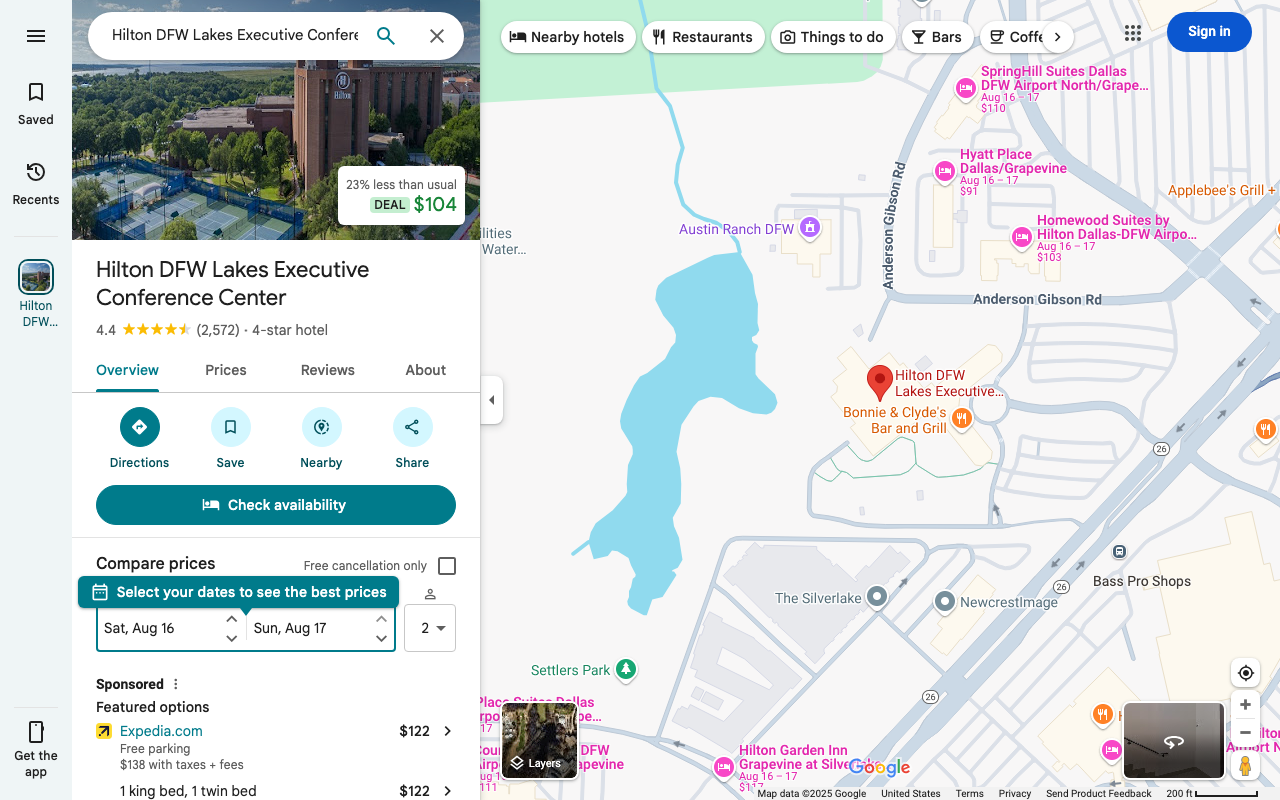 Hilton DFW Lakes Executive Confere
Saved
Recents
Hilton
DFW...
Get the
app
Hilton
23% less than usual
DEAL $104
Hilton DFW Lakes Executive
Conference Center
4.4 (2,572) · 4-star hotel
Overview
Prices
Reviews
About
Directions
Save
Nearby
Share
Check availability
Compare prices
Free cancellation only
Select your dates to see the best prices
Sat, Aug 16
Sun, Aug 17
2
Sponsored
Featured options
Expedia.com
$122
Free parking
$138 with taxes + fees
1 king bed, 1 twin bed
$122
Nearby hotels
Restaurants
Things to do
Bars
Coffe
Sign in
SpringHill Suites Dallas
DFW Airport North/Grape...
Aug 16 – 17
$110
Hyatt Place
Dallas/Grapevine
Aug 16 – 17
$91
Applebee's Grill +
Homewood Suites by
Hilton Dallas-DFW Airpo...
Aug 16 – 17
$103
Austin Ranch DFW
lities
Water...
Anderson Gibson Rd
Anderson Gibson Rd
Hilton DFW
Lakes Executive...
Bonnie & Clyde's
Bar and Grill
26
26
26
Bass Pro Shops
The Silverlake
NewcrestImage
Settlers Park
Place Suites Dallas
17
DFW
pevine
111
Layers
Hilton Garden Inn
Grapevine at Silve
Aug 16 – 17
$117
Google
Airport N
Map data ©2025 Google
United States
Terms
Privacy
Send Product Feedback
200 ft